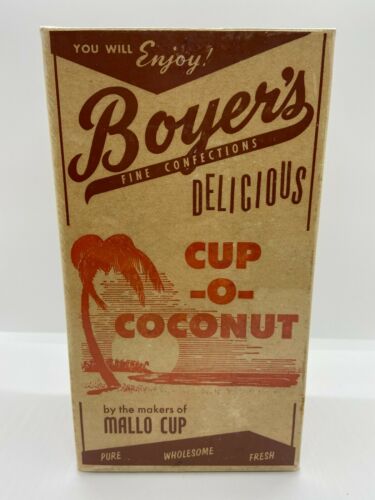 YOU WILL Enjoy!
Boyer's
FINE CONFECTIONS
DELICIOUS
CUP
-O-
COCONUT
by the makers of
MALLO CUP
PURE WHOLESOME FRESH